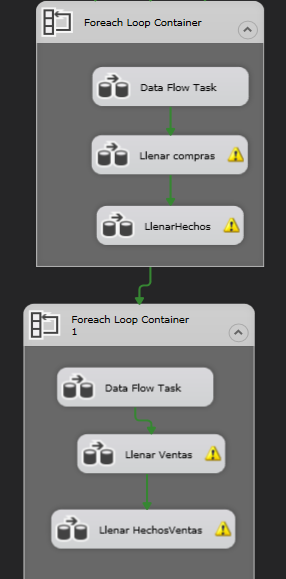 Foreach Loop Container
Data Flow Task
Llenar compras
LlenarHechos
Foreach Loop Container
1
Data Flow Task
Llenar Ventas
Llenar HechosVentas